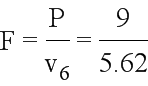 F = P / v₆ = 9 / 5.62